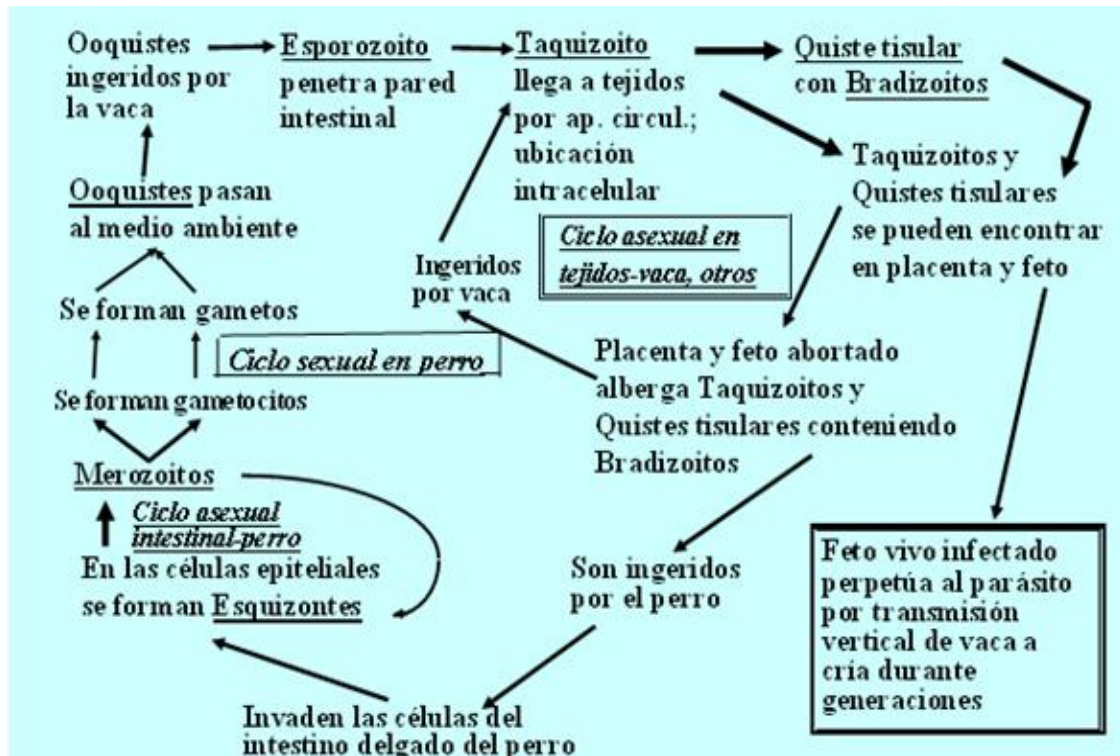 Ooquistes
ingeridos por
la vaca
Esporozoito
penetra pared
intestinal
Taquizoito
llega a tejidos
por ap. circul.;
ubicación
intracelular
Quiste tisular
con Bradizoitos
Taquizoitos y
Quistes tisulares
se pueden encontrar
en placenta y feto
Ooquistes pasan
al medio ambiente
Ciclo asexual en
tejidos-vaca, otros
Ingeridos
por vaca
Se forman gametos
Ciclo sexual en perro
Placenta y feto abortado
alberga Taquizoitos y
Quistes tisulares conteniendo
Bradizoitos
Se forman gametocitos
Merozoitos
Ciclo asexual
intestinal-perro
En las células epiteliales
se forman Esquizontes
Son ingeridos
por el perro
Feto vivo infectado
perpetúa al parásito
por transmisión
vertical de vaca a
cría durante
generaciones
Invaden las células del
intestino delgado del perro